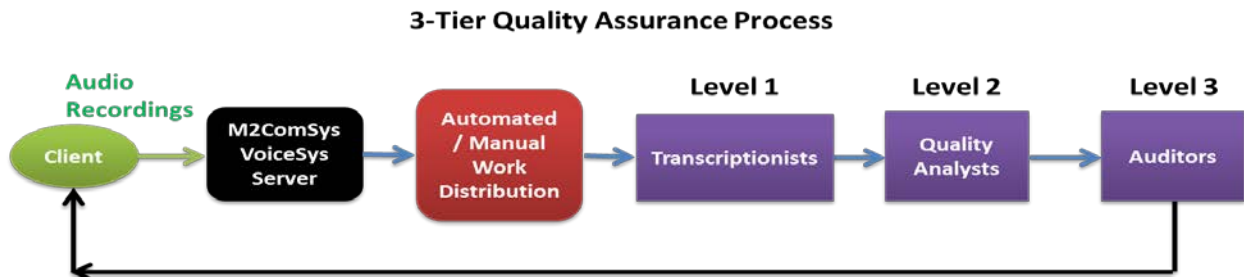 3-Tier Quality Assurance Process
Audio
Recordings
Level 1
Level 2
Level 3
Client
M2ComSys
VoiceSys
Server
Automated
/ Manual
Work
Distribution
Transcriptionists
Quality
Analysts
Auditors